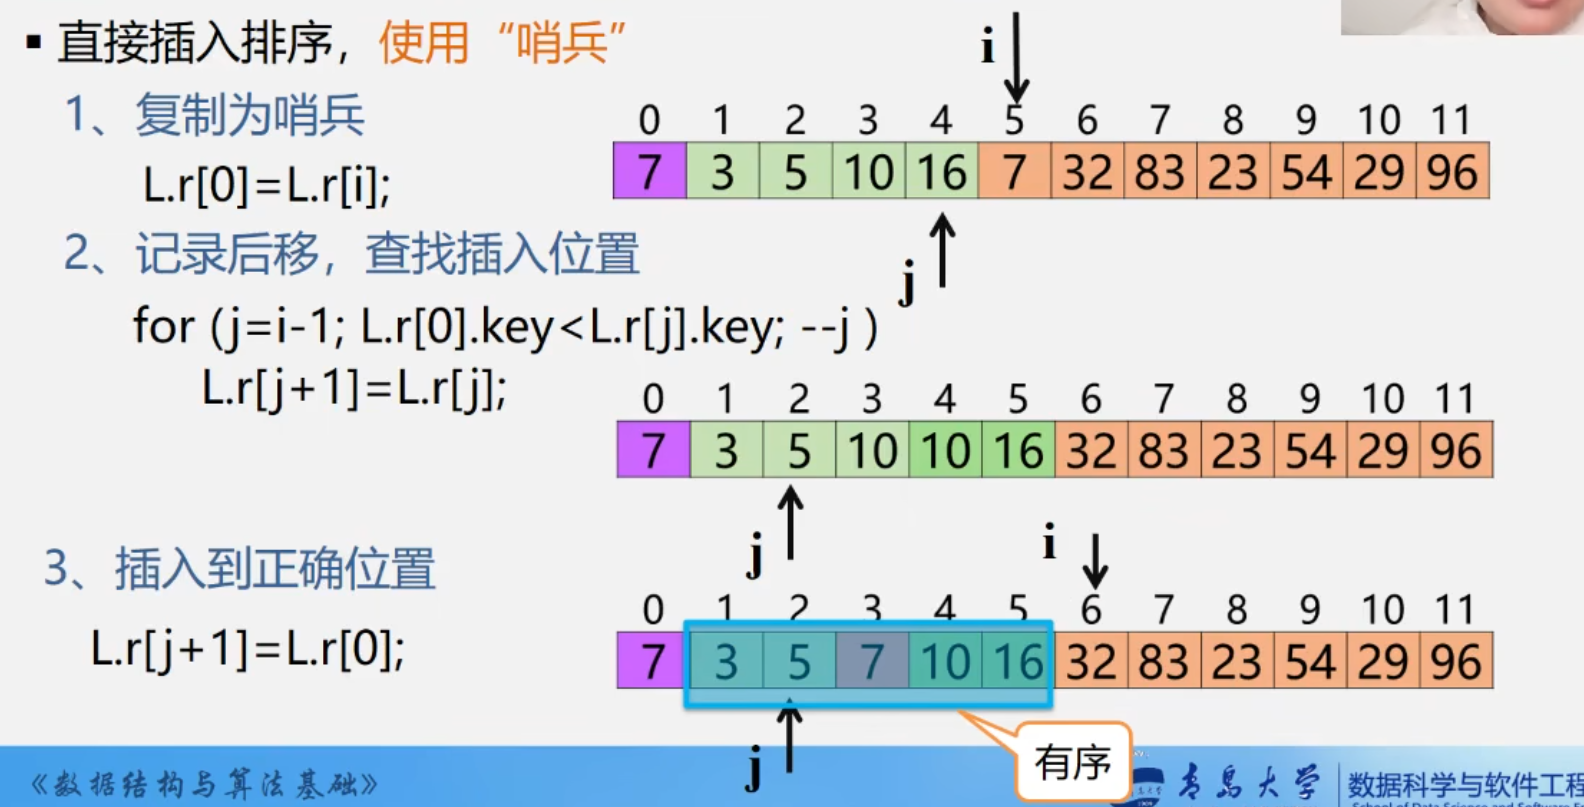 ▪ 直接插入排序，使用“哨兵”
1、复制为哨兵
L.r[0]=L.r[i];
i
0 1 2 3 4 5 6 7 8 9 10 11
7 3 5 10 16 7 32 83 23 54 29 96
j
2、记录后移，查找插入位置
for (j=i-1; L.r[0].key<L.r[j].key; --j )
L.r[j+1]=L.r[j];
0 1 2 3 4 5 6 7 8 9 10 11
7 3 5 10 10 16 32 83 23 54 29 96
j
i
3、插入到正确位置
L.r[j+1]=L.r[0];
0 1 2 3 4 5 6 7 8 9 10 11
7 3 5 7 10 16 32 83 23 54 29 96
j
有序
《数据结构与算法基础》
青岛大学
数据科学与软件工程
School of Data Science and Software